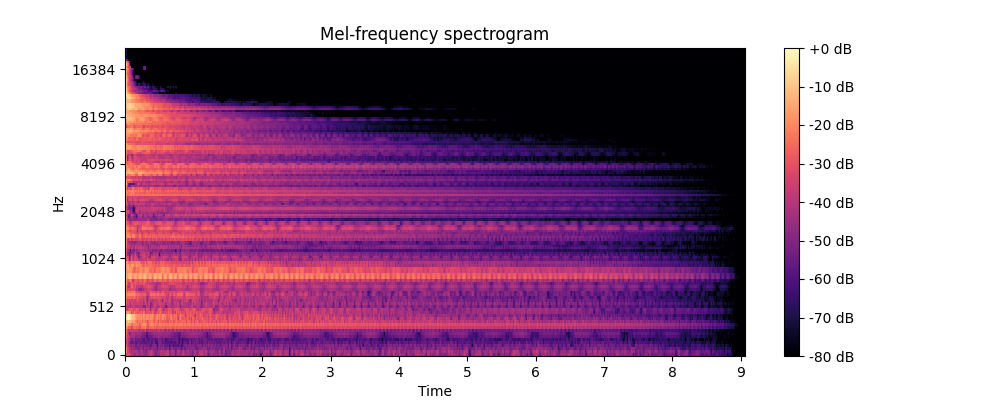 Mel-frequency spectrogram
Hz
16384
8192
4096
2048
1024
512
0
0 1 2 3 4 5 6 7 8 9
Time
+0 dB
-10 dB
-20 dB
-30 dB
-40 dB
-50 dB
-60 dB
-70 dB
-80 dB